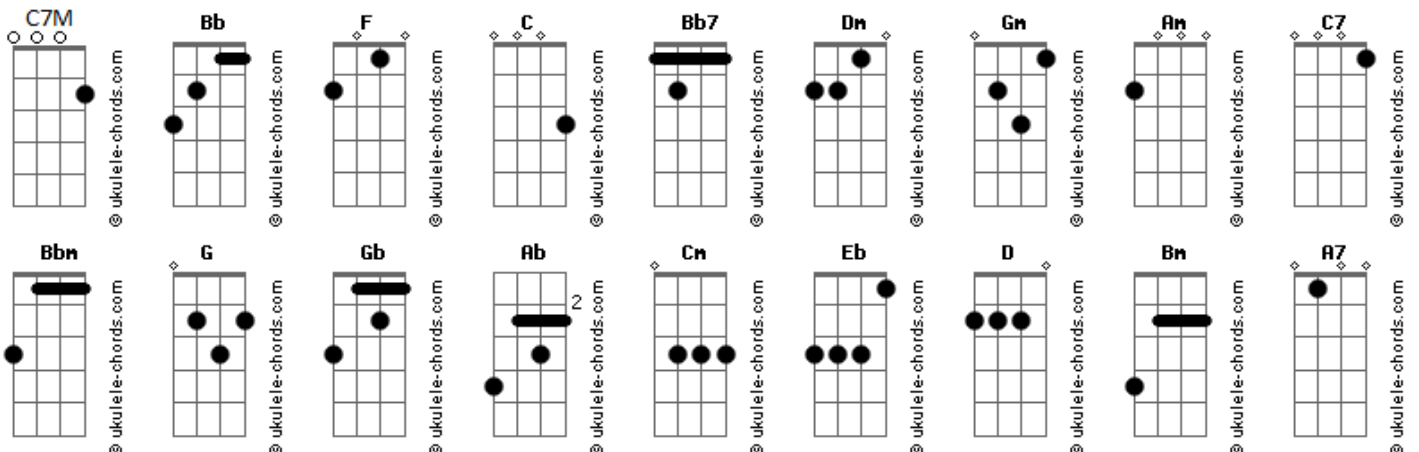 C7M Bb F C Bb7 Dm Gm Am C7
© ukulele-chords.com © ukulele-chords.com © ukulele-chords.com © ukulele-chords.com © ukulele-chords.com © ukulele-chords.com © ukulele-chords.com © ukulele-chords.com © ukulele-chords.com
Bbm G Gb Ab Cm Eb D Bm A7
2
© ukulele-chords.com © ukulele-chords.com © ukulele-chords.com © ukulele-chords.com © ukulele-chords.com © ukulele-chords.com © ukulele-chords.com © ukulele-chords.com © ukulele-chords.com